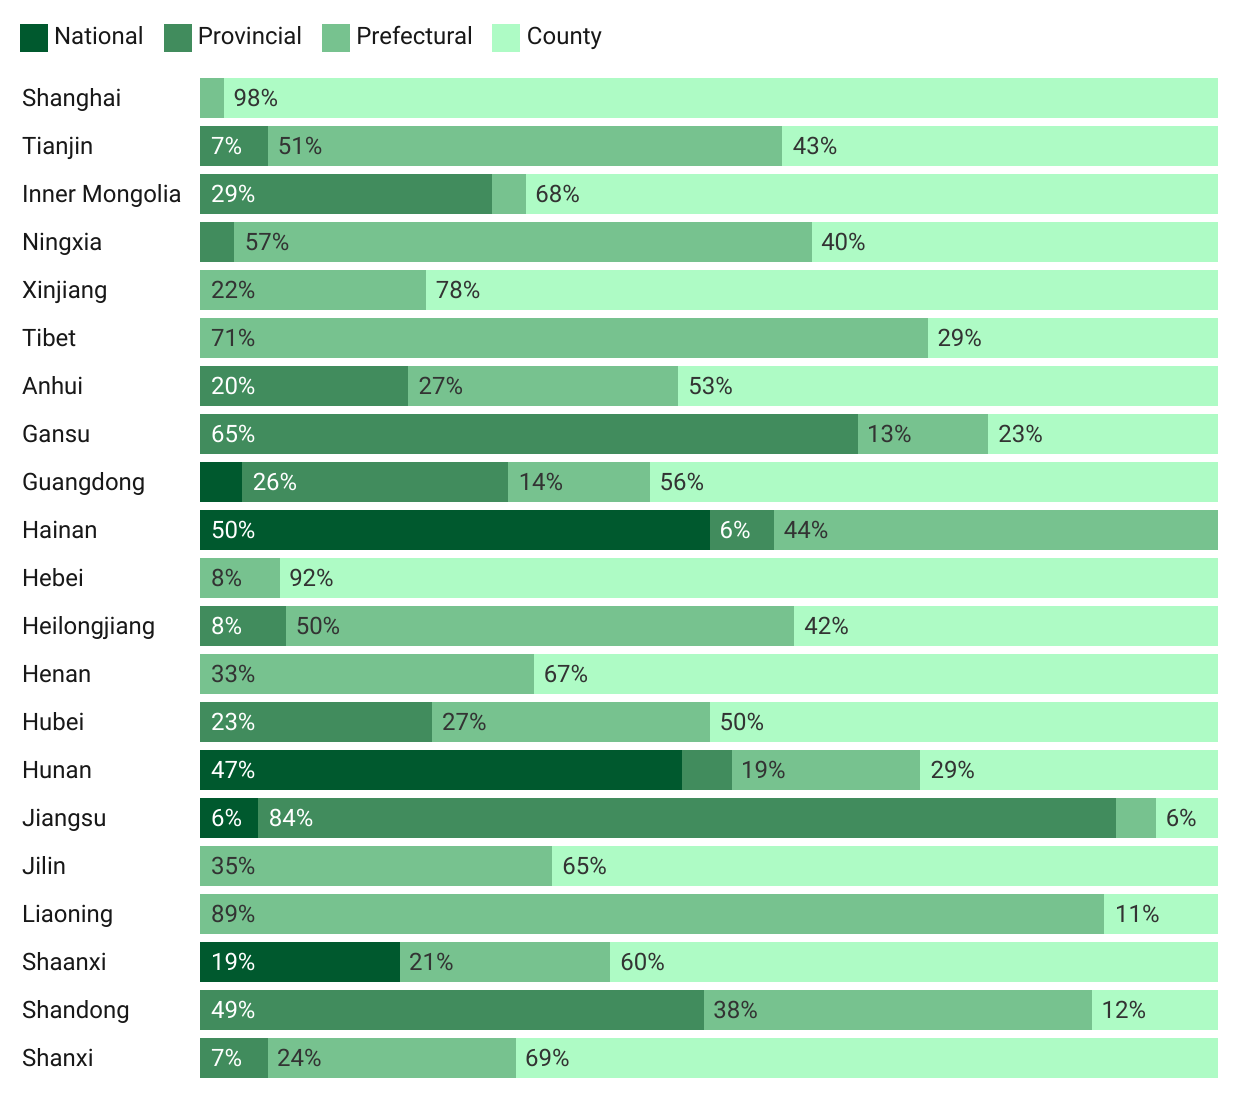 National Provincial Prefectural County
Shanghai 98%
Tianjin 7% 51% 43%
Inner Mongolia 29% 68%
Ningxia 57% 40%
Xinjiang 22% 78%
Tibet 71% 29%
Anhui 20% 27% 53%
Gansu 65% 13% 23%
Guangdong 26% 14% 56%
Hainan 50% 6% 44%
Hebei 8% 92%
Heilongjiang 8% 50% 42%
Henan 33% 67%
Hubei 23% 27% 50%
Hunan 47% 19% 29%
Jiangsu 6% 84% 6%
Jilin 35% 65%
Liaoning 89% 11%
Shaanxi 19% 21% 60%
Shandong 49% 38% 12%
Shanxi 7% 24% 69%